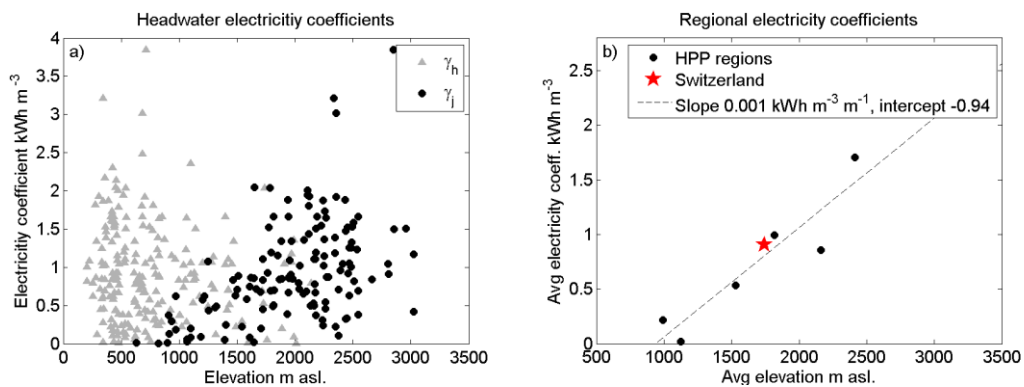 Headwater electricitiy coefficients
a)
γh
γj
4
3.5
3
2.5
2
1.5
1
0.5
0
Electricitiy coefficient kWh m-3
0 500 1000 1500 2000 2500 3000 3500
Elevation m asl.
Regional electricity coefficients
b)
HPP regions
Switzerland
Slope 0.001 kWh m-3 m-1, intercept -0.94
2.5
2
1.5
1
0.5
0
Avg electricity coeff. kWh m-3
500 1000 1500 2000 2500 3000 3500
Avg elevation m asl.